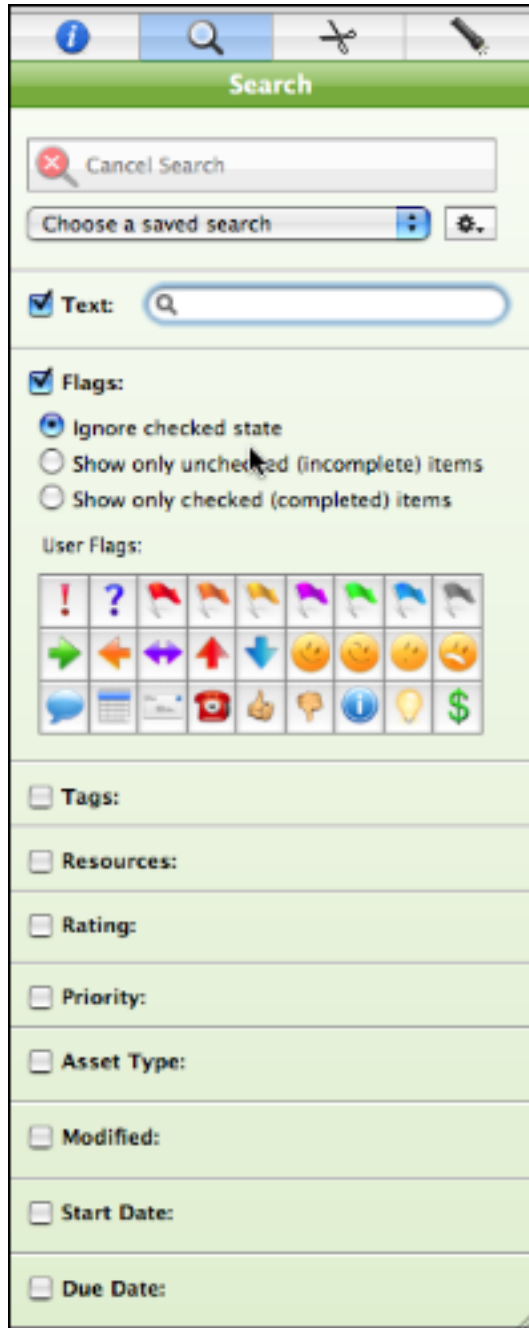 Search
Cancel Search
Choose a saved search
Text:
Flags:
Ignore checked state
Show only unchecked (incomplete) items
Show only checked (completed) items
User Flags:
Tags:
Resources:
Rating:
Priority:
Asset Type:
Modified:
Start Date:
Due Date: